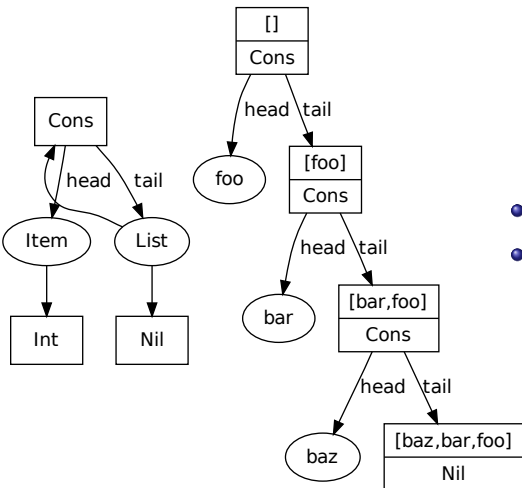 Cons
head tail
Item
List
Int
Nil
[]
Cons
head tail
foo
[foo]
Cons
head tail
bar
[bar,foo]
Cons
head tail
baz
[baz,bar,foo]
Nil